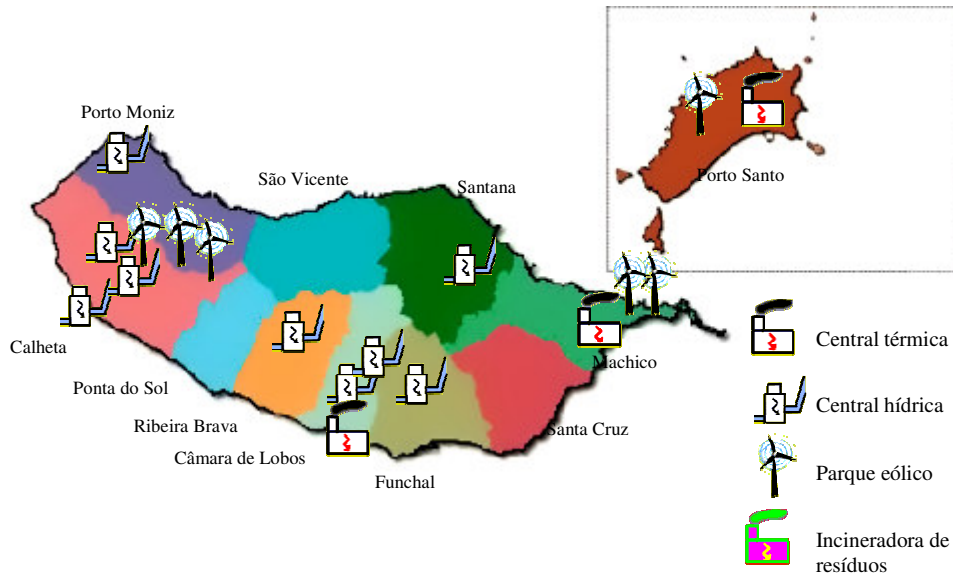 Porto Moniz
São Vicente
Santana
Porto Santo
Calheta
Ponta do Sol
Ribeira Brava
Câmara de Lobos
Funchal
Santa Cruz
Machico
Central térmica
Central hídrica
Parque eólico
Incineradora de
resíduos